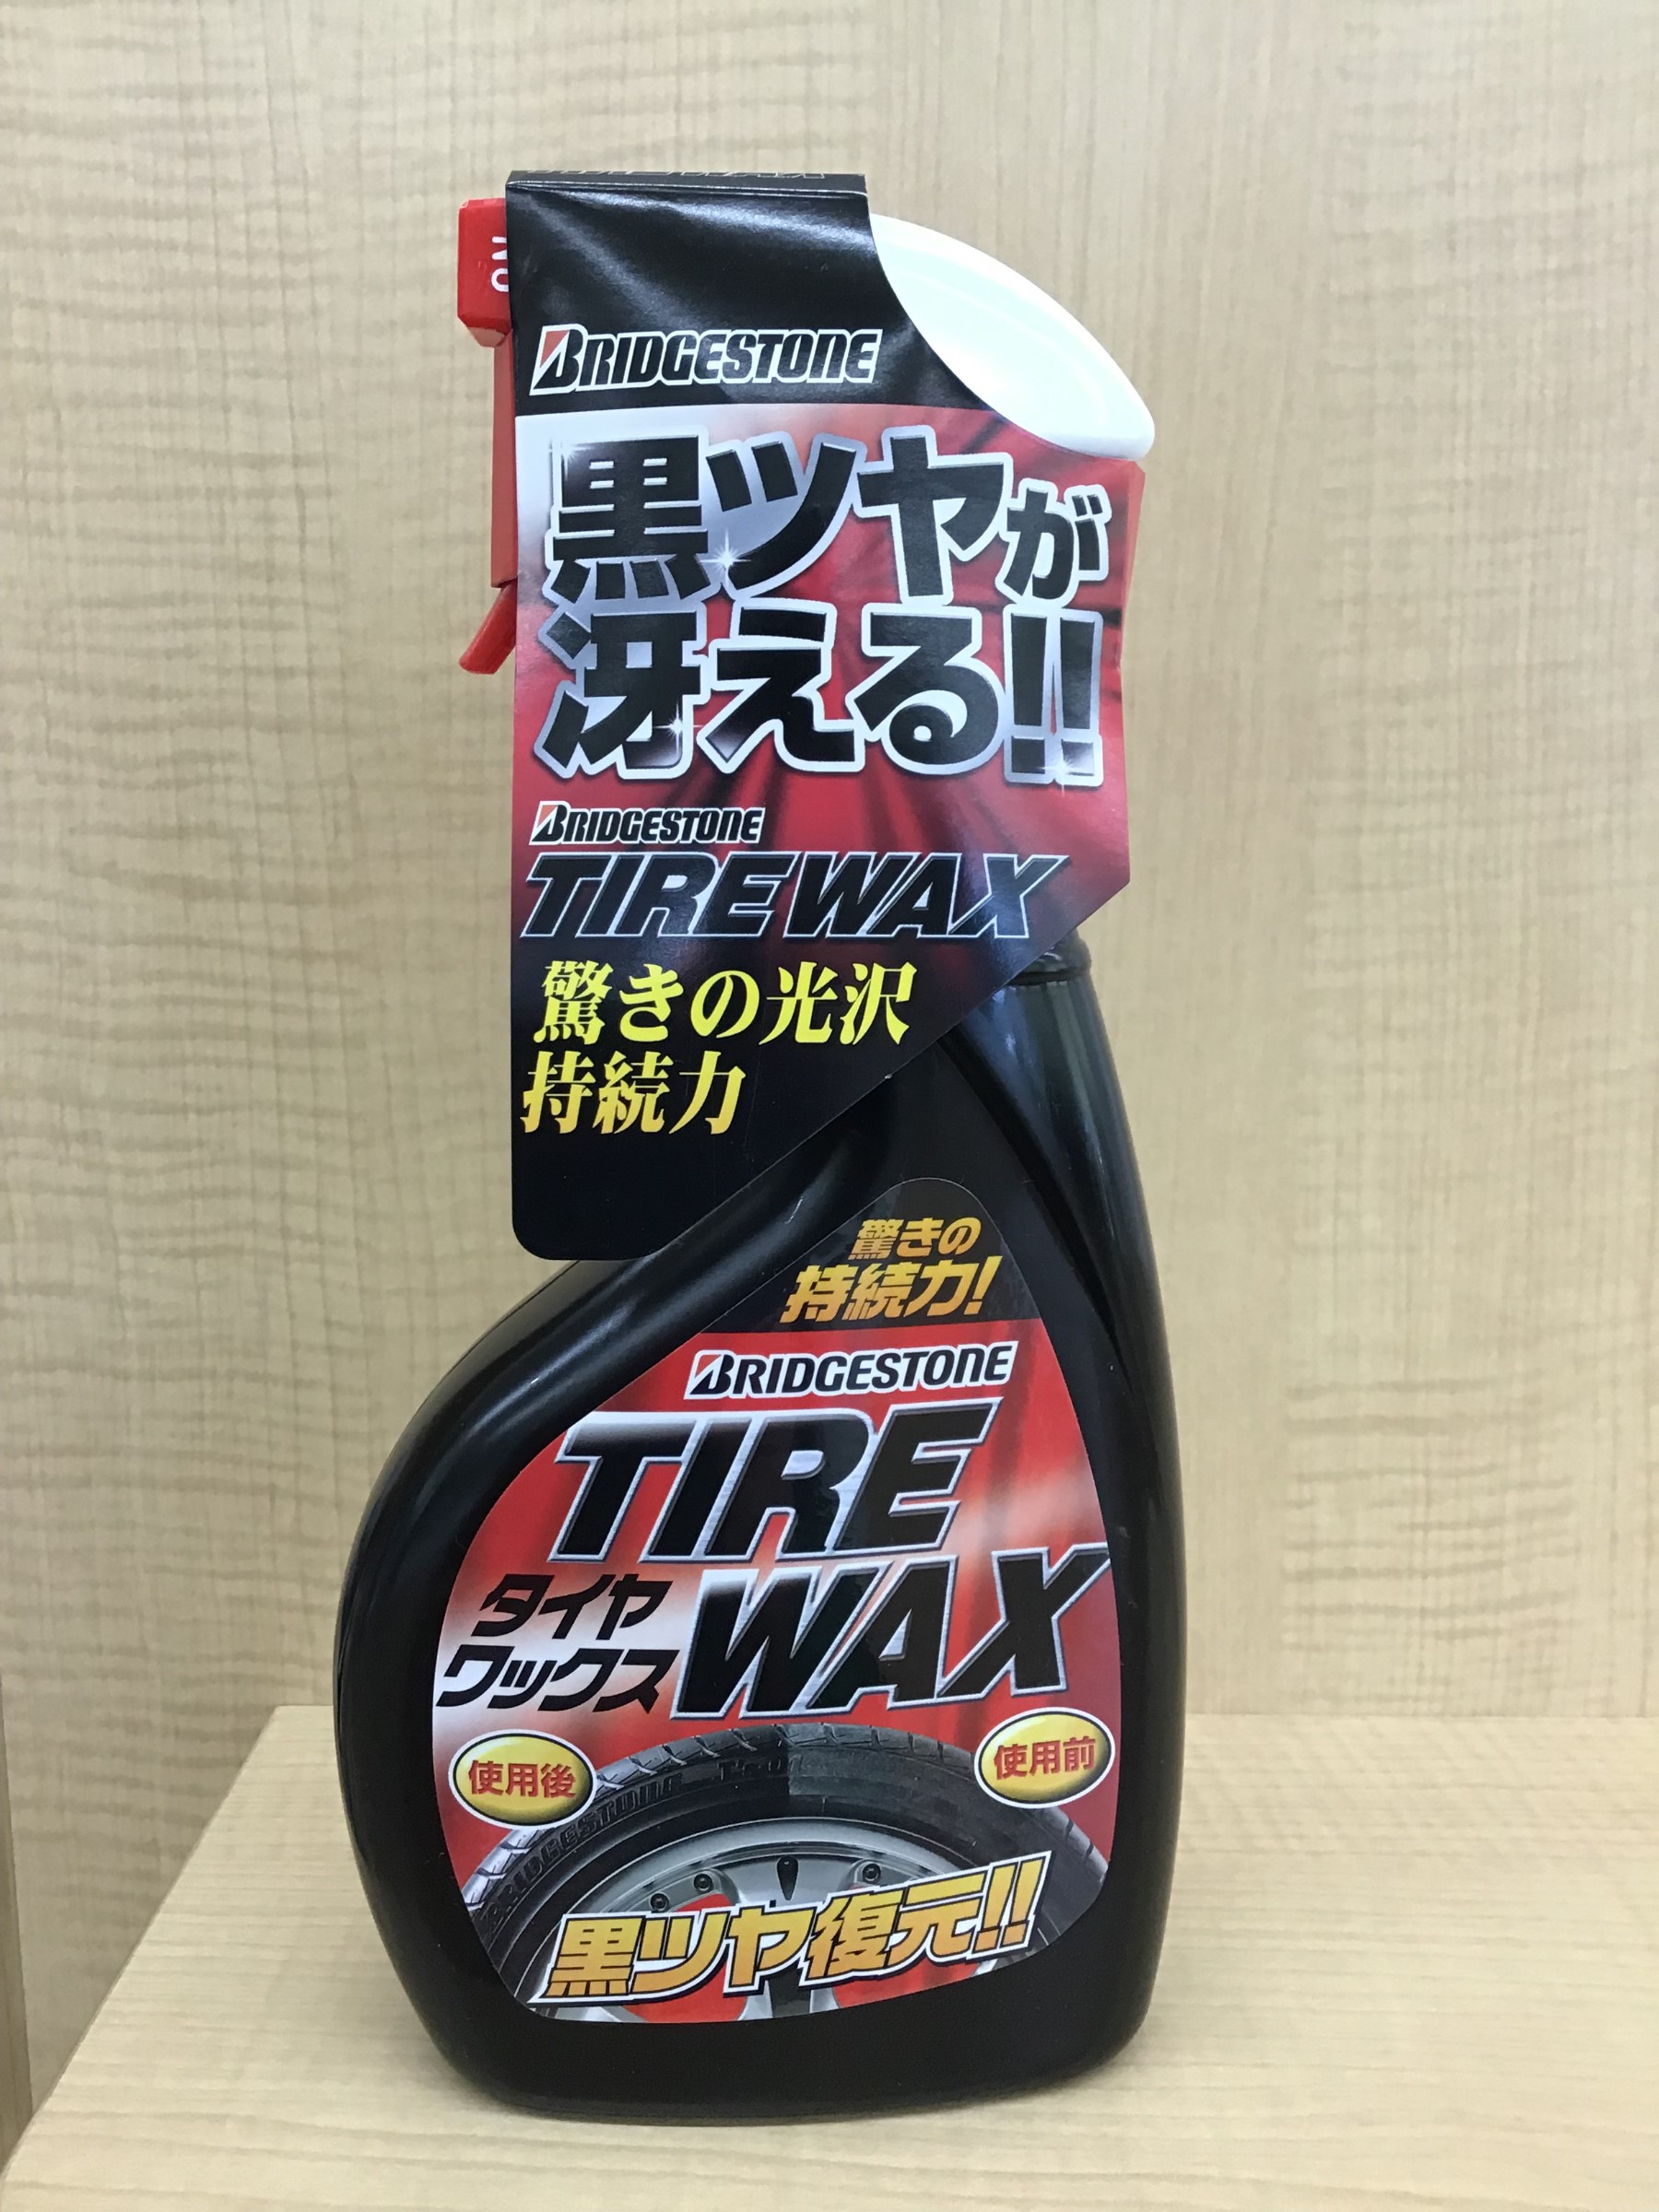 BRIDGESTONE
黒ツヤが
冴える!!
BRIDGESTONE
TIREWAX
驚きの光沢
持続力
驚きの
持続力!
BRIDGESTONE
TIRE
WAX
タイヤ
ワックス
使用後
使用前
BRIDGESTONE
黒ツヤ復元!!